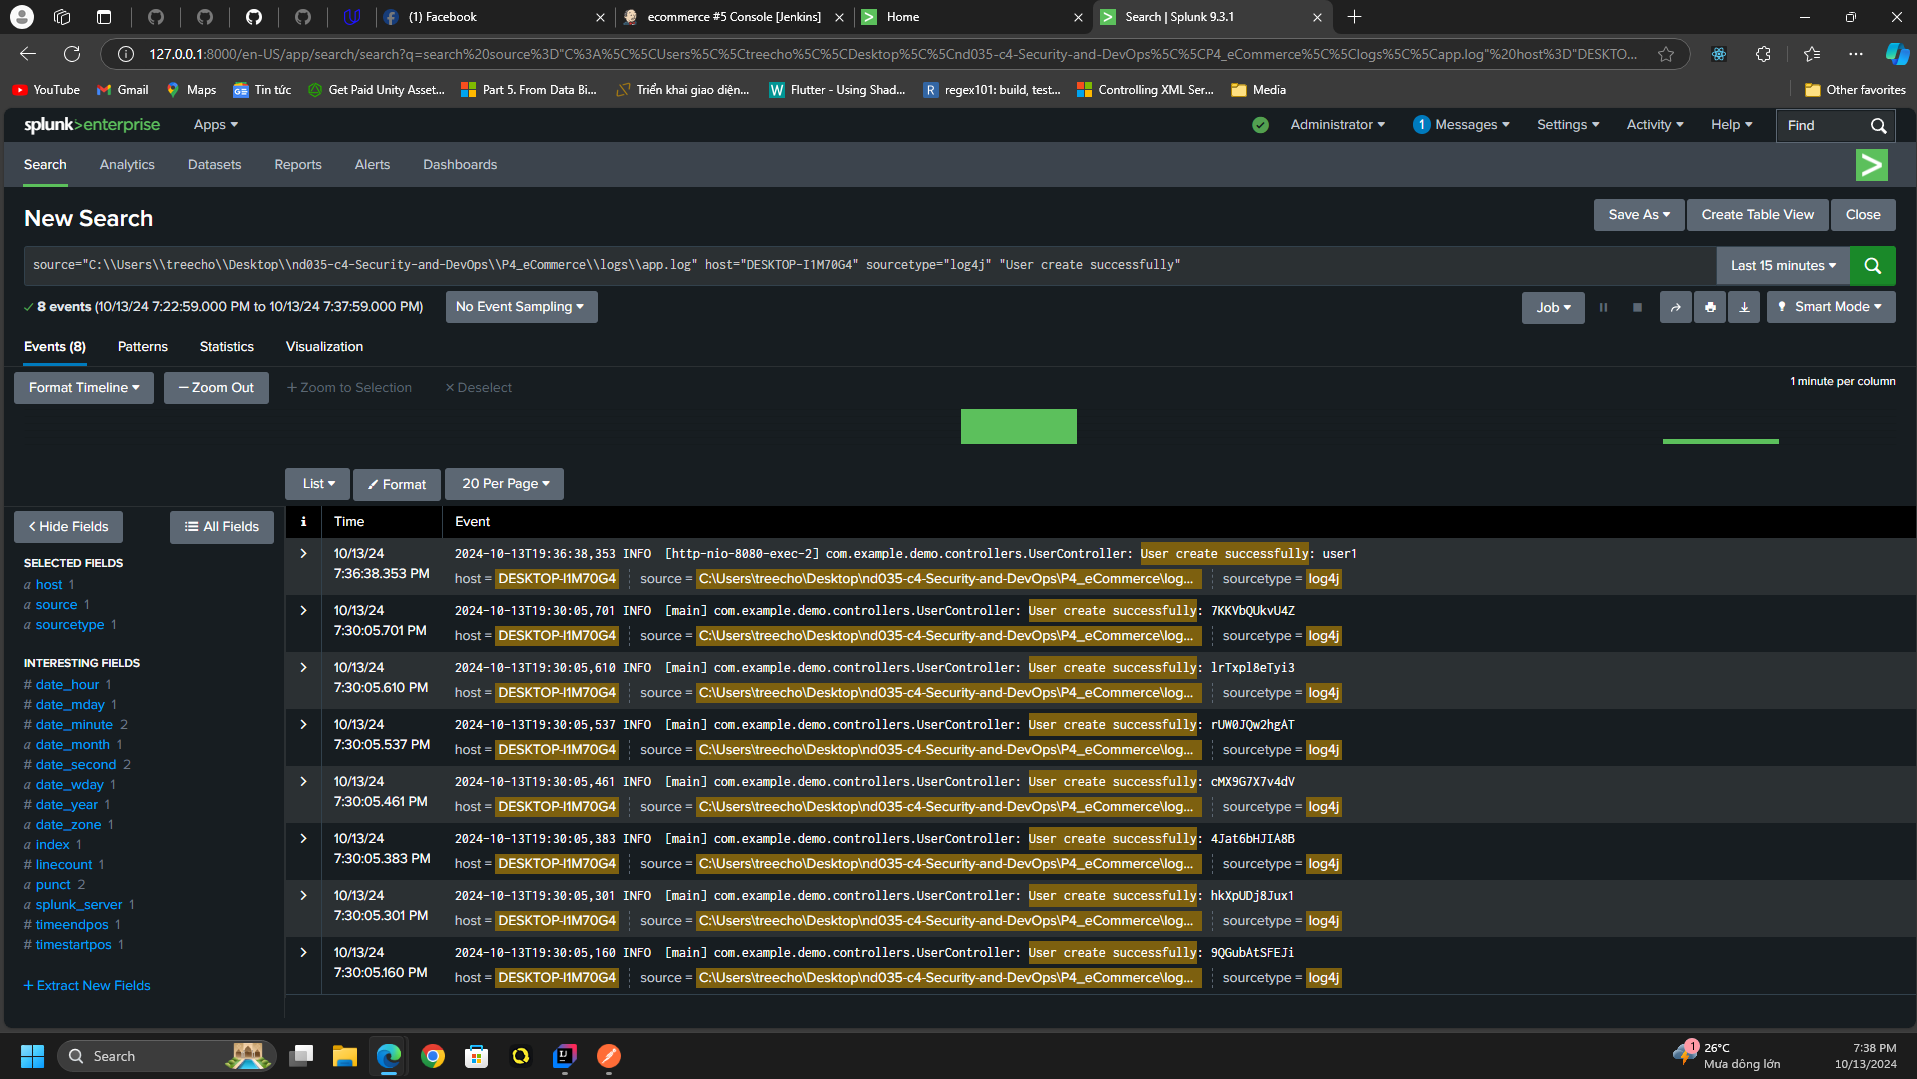 (1) Facebook
ecommerce #5 Console [Jenkins]
Home
Search | Splunk 9.3.1
127.0.0.1:8000/en-US/app/search/search?q=search%20source%3D"C%3A%5C%5CUsers%5C%5Ctreecho%5C%5CDesktop%5C%5Cnd035-c4-Security-and-DevOps%5C%5CP4_eCommerce%5C%5Clogs%5C%5Capp.log"%20host%3D"DESKTO...
YouTube
Gmail
Maps
Tin tức
Get Paid Unity Asset...
Part 5. From Data Bi...
Triển khai giao diện...
Flutter - Using Shad...
regex101: build, test...
Controlling XML Ser...
Media
Other favorites
splunk>enterprise
Apps
Administrator
1 Messages
Settings
Activity
Help
Find
Search
Analytics
Datasets
Reports
Alerts
Dashboards
New Search
Save As
Create Table View
Close
source="C:\\Users\\treecho\\Desktop\\nd035-c4-Security-and-DevOps\\P4_eCommerce\\logs\\app.log" host="DESKTOP-I1M70G4" sourcetype="log4j" "User create successfully"
Last 15 minutes
✓ 8 events (10/13/24 7:22:59.000 PM to 10/13/24 7:37:59.000 PM)
No Event Sampling
Job
Smart Mode
Events (8)
Patterns
Statistics
Visualization
Format Timeline
— Zoom Out
+ Zoom to Selection
× Deselect
1 minute per column
List
Format
20 Per Page
Hide Fields
All Fields
i Time Event
SELECTED FIELDS
a host 1
a source 1
a sourcetype 1
INTERESTING FIELDS
# date_hour 1
# date_mday 1
# date_minute 2
a date_month 1
# date_second 2
a date_wday 1
# date_year 1
a date_zone 1
a index 1
# linecount 1
a punct 2
a splunk_server 1
# timeendpos 1
# timestartpos 1
+ Extract New Fields
10/13/24
7:36:38.353 PM
2024-10-13T19:36:38,353 INFO [http-nio-8080-exec-2] com.example.demo.controllers.UserController: User create successfully: user1
host = DESKTOP-I1M70G4 source = C:\Users\treecho\Desktop\nd035-c4-Security-and-DevOps\P4_eCommerce\log... sourcetype = log4j
10/13/24
7:30:05.701 PM
2024-10-13T19:30:05,701 INFO [main] com.example.demo.controllers.UserController: User create successfully: 7KKVbQUkvU4Z
host = DESKTOP-I1M70G4 source = C:\Users\treecho\Desktop\nd035-c4-Security-and-DevOps\P4_eCommerce\log... sourcetype = log4j
10/13/24
7:30:05.610 PM
2024-10-13T19:30:05,610 INFO [main] com.example.demo.controllers.UserController: User create successfully: lrTxpl8eTyi3
host = DESKTOP-I1M70G4 source = C:\Users\treecho\Desktop\nd035-c4-Security-and-DevOps\P4_eCommerce\log... sourcetype = log4j
10/13/24
7:30:05.537 PM
2024-10-13T19:30:05,537 INFO [main] com.example.demo.controllers.UserController: User create successfully: rUW0JQw2hgAT
host = DESKTOP-I1M70G4 source = C:\Users\treecho\Desktop\nd035-c4-Security-and-DevOps\P4_eCommerce\log... sourcetype = log4j
10/13/24
7:30:05.461 PM
2024-10-13T19:30:05,461 INFO [main] com.example.demo.controllers.UserController: User create successfully: cMX9G7X7v4dV
host = DESKTOP-I1M70G4 source = C:\Users\treecho\Desktop\nd035-c4-Security-and-DevOps\P4_eCommerce\log... sourcetype = log4j
10/13/24
7:30:05.383 PM
2024-10-13T19:30:05,383 INFO [main] com.example.demo.controllers.UserController: User create successfully: 4Jat6bHJIA8B
host = DESKTOP-I1M70G4 source = C:\Users\treecho\Desktop\nd035-c4-Security-and-DevOps\P4_eCommerce\log... sourcetype = log4j
10/13/24
7:30:05.301 PM
2024-10-13T19:30:05,301 INFO [main] com.example.demo.controllers.UserController: User create successfully: hkXpUDj8Jux1
host = DESKTOP-I1M70G4 source = C:\Users\treecho\Desktop\nd035-c4-Security-and-DevOps\P4_eCommerce\log... sourcetype = log4j
10/13/24
7:30:05.160 PM
2024-10-13T19:30:05,160 INFO [main] com.example.demo.controllers.UserController: User create successfully: 9QGubAtSFEJi
host = DESKTOP-I1M70G4 source = C:\Users\treecho\Desktop\nd035-c4-Security-and-DevOps\P4_eCommerce\log... sourcetype = log4j
Search
1
26°C
Mưa dông lớn
7:38 PM
10/13/2024